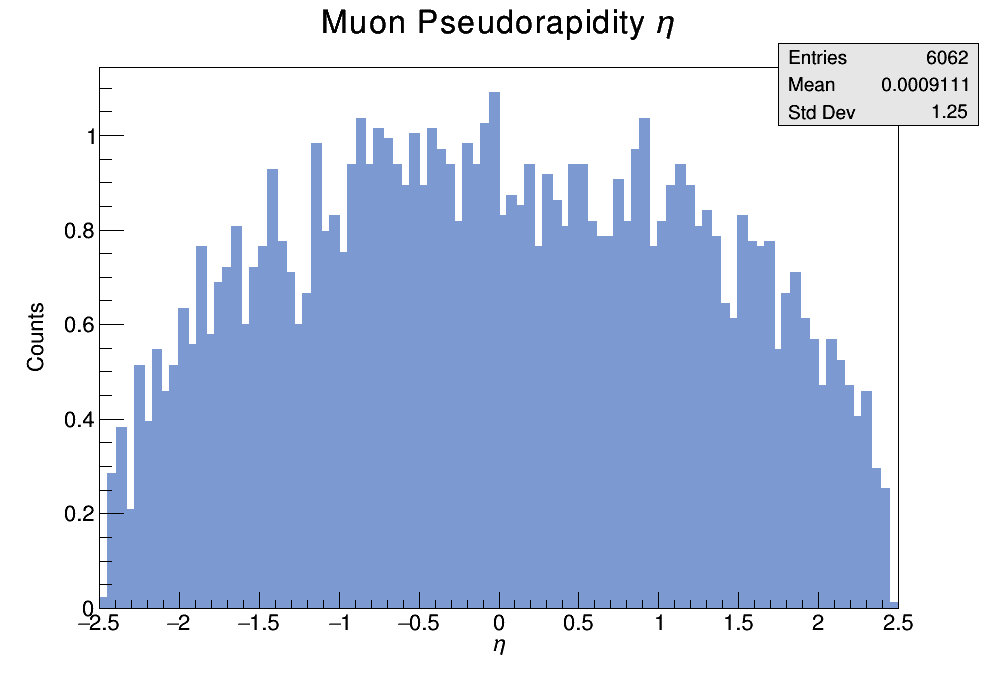 Muon Pseudorapidity η
Entries 6062
Mean 0.0009111
Std Dev 1.25
1
0.8
0.6
0.4
0.2
0
Counts
−2.5 −2 −1.5 −1 −0.5 0 0.5 1 1.5 2 2.5
η